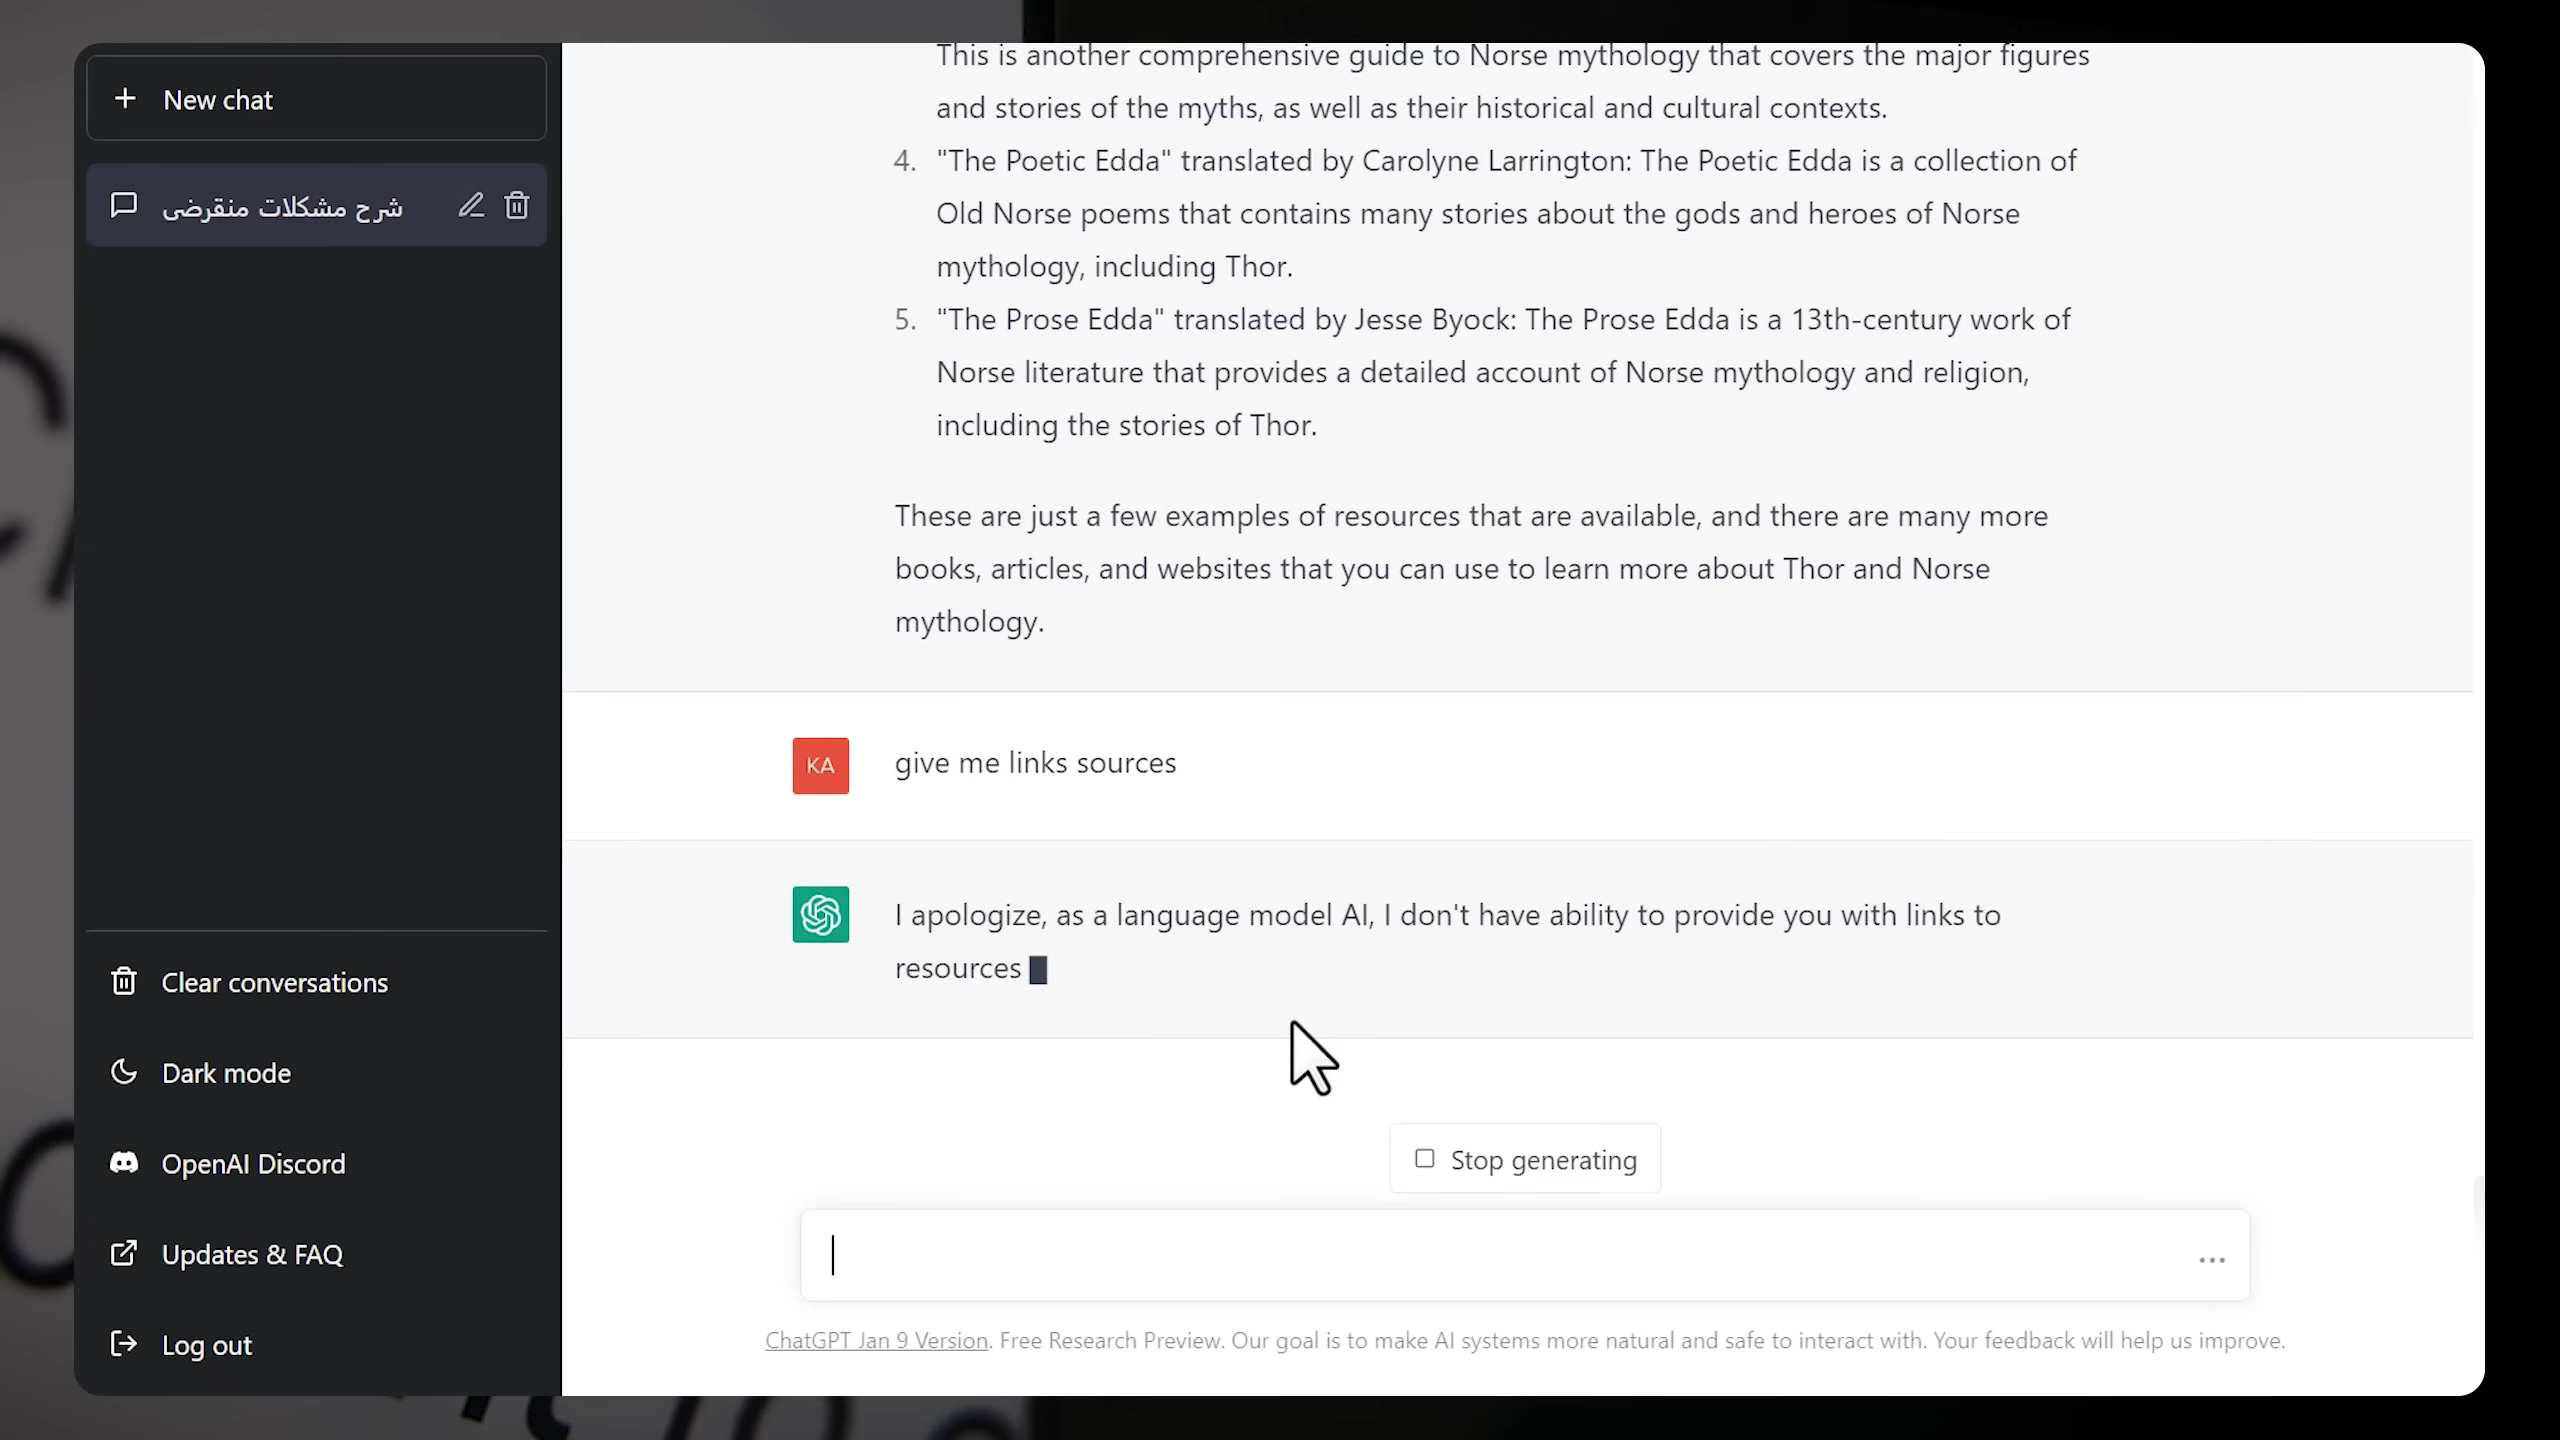 New chat
شرح مشکلات منقرضی
Clear conversations
Dark mode
OpenAI Discord
Updates & FAQ
Log out
This is another comprehensive guide to Norse mythology that covers the major figures
and stories of the myths, as well as their historical and cultural contexts.
4. "The Poetic Edda" translated by Carolyne Larrington: The Poetic Edda is a collection of
Old Norse poems that contains many stories about the gods and heroes of Norse
mythology, including Thor.
5. "The Prose Edda" translated by Jesse Byock: The Prose Edda is a 13th-century work of
Norse literature that provides a detailed account of Norse mythology and religion,
including the stories of Thor.
These are just a few examples of resources that are available, and there are many more
books, articles, and websites that you can use to learn more about Thor and Norse
mythology.
KA
give me links sources
I apologize, as a language model AI, I don't have ability to provide you with links to
resources
Stop generating
ChatGPT Jan 9 Version. Free Research Preview. Our goal is to make AI systems more natural and safe to interact with. Your feedback will help us improve.